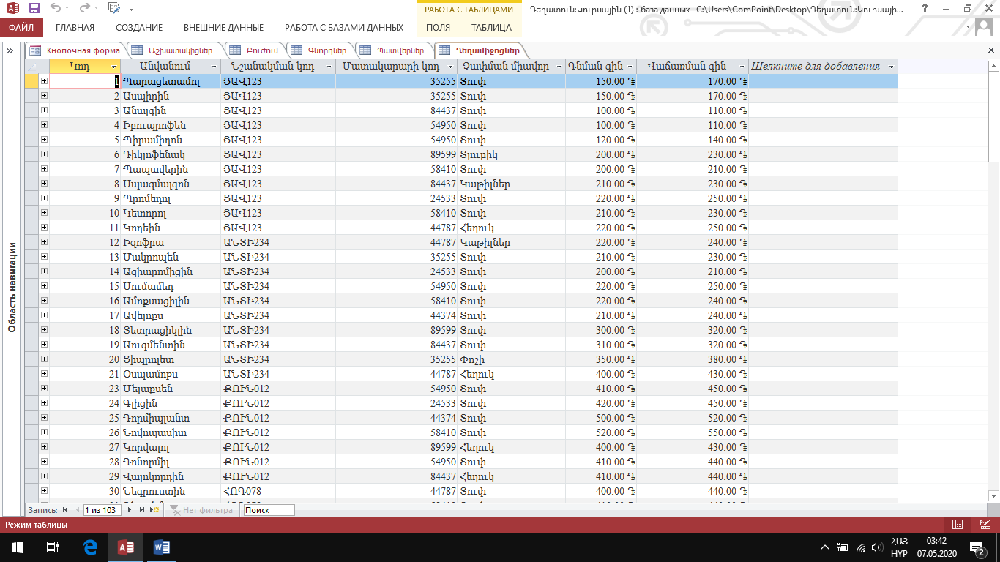 РАБОТА С ТАБЛИЦАМИ
Դեղատուն:Կուրսային (1) : база данных- C:\Users\ComPoint\Desktop\Դեղատուն:Կուրսայի...
ФАЙЛ ГЛАВНАЯ СОЗДАНИЕ ВНЕШНИЕ ДАННЫЕ РАБОТА С БАЗАМИ ДАННЫХ ПОЛЯ ТАБЛИЦА
Кнопочная форма Աշխատակիցներ Բուժում Գնորդներ Պատվերներ Դեղամիջոցներ
Կոդ Անվանում Նշանակման կոդ Մատակարարի կոդ Չափման միավոր Գնման գին Վաճառման գին Щелкните для добавления
1 Պարացետամոլ ՑԱՎ123 35255 Տուփ 150.00 ֏ 170.00 ֏
2 Ասպիրին ՑԱՎ123 35255 Տուփ 150.00 ֏ 170.00 ֏
3 Անալգին ՑԱՎ123 84437 Տուփ 100.00 ֏ 110.00 ֏
4 Իբուպրոֆեն ՑԱՎ123 54950 Տուփ 100.00 ֏ 110.00 ֏
5 Պիրամիդոն ՑԱՎ123 54950 Տուփ 120.00 ֏ 140.00 ֏
6 Դիկլոֆենակ ՑԱՎ123 89599 Տյուբիկ 200.00 ֏ 230.00 ֏
7 Պապավերին ՑԱՎ123 58410 Տուփ 200.00 ֏ 210.00 ֏
8 Սպազմալգոն ՑԱՎ123 84437 Կաթիլներ 210.00 ֏ 230.00 ֏
9 Պրոմեդոլ ՑԱՎ123 24533 Տուփ 220.00 ֏ 250.00 ֏
10 Կետորոլ ՑԱՎ123 58410 Տուփ 210.00 ֏ 230.00 ֏
11 Կոդեին ՑԱՎ123 44787 Հեղուկ 220.00 ֏ 250.00 ֏
12 Իզոֆրա ԱՆՏԻ234 44787 Կաթիլներ 220.00 ֏ 240.00 ֏
13 Մակրոպեն ԱՆՏԻ234 35255 Տուփ 210.00 ֏ 230.00 ֏
14 Ազիտրոմիցին ԱՆՏԻ234 24533 Տուփ 200.00 ֏ 210.00 ֏
15 Սումամեդ ԱՆՏԻ234 54950 Տուփ 220.00 ֏ 250.00 ֏
16 Ամոքսացիլին ԱՆՏԻ234 58410 Տուփ 220.00 ֏ 240.00 ֏
17 Ավելոքս ԱՆՏԻ234 44374 Տուփ 210.00 ֏ 240.00 ֏
18 Տետրացիկլին ԱՆՏԻ234 89599 Տուփ 300.00 ֏ 320.00 ֏
19 Աուգմենտին ԱՆՏԻ234 84437 Տուփ 310.00 ֏ 320.00 ֏
20 Ցիպրոլետ ԱՆՏԻ234 35255 Փոշի 350.00 ֏ 380.00 ֏
21 Օսպամոքս ԱՆՏԻ234 44787 Հեղուկ 400.00 ֏ 430.00 ֏
23 Մելաքսեն ՔՈՒՆ012 54950 Տուփ 410.00 ֏ 450.00 ֏
24 Գլիցին ՔՈՒՆ012 24533 Տուփ 420.00 ֏ 450.00 ֏
25 Դորմիպլանտ ՔՈՒՆ012 44374 Տուփ 500.00 ֏ 520.00 ֏
26 Նովոպասիտ ՔՈՒՆ012 58410 Տուփ 520.00 ֏ 550.00 ֏
27 Կորվալոլ ՔՈՒՆ012 89599 Հեղուկ 400.00 ֏ 430.00 ֏
28 Դոնորմիլ ՔՈՒՆ012 54950 Տուփ 410.00 ֏ 440.00 ֏
29 Վալոկորդին ՔՈՒՆ012 84437 Հեղուկ 410.00 ֏ 440.00 ֏
30 Նեգրուստին ՀՈԳ078 44787 Տուփ 400.00 ֏ 440.00 ֏
Область навигации
Запись: 1 из 103 Нет фильтра Поиск
Режим таблицы
ՀԱՅ 03:42
HYP 07.05.2020 2